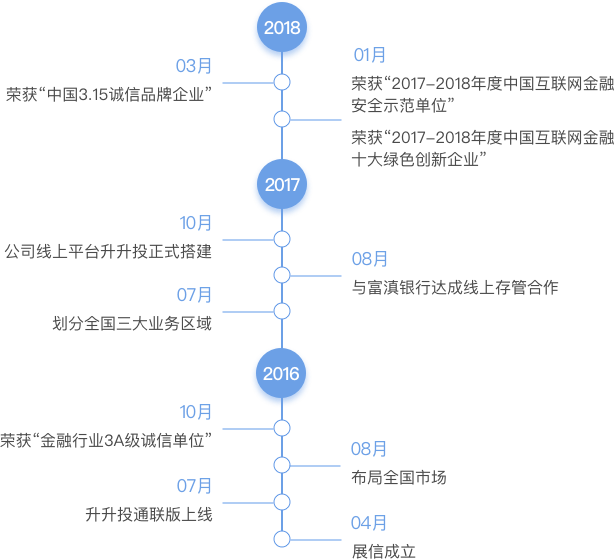 2018
03月
荣获“中国3.15诚信品牌企业”
01月
荣获“2017-2018年度中国互联网金融
安全示范单位”
荣获“2017-2018年度中国互联网金融
十大绿色创新企业”
2017
10月
公司线上平台升升投正式搭建
08月
与富滇银行达成线上存管合作
07月
划分全国三大业务区域
2016
10月
荣获“金融行业3A级诚信单位”
08月
布局全国市场
07月
升升投通联版上线
04月
展信成立